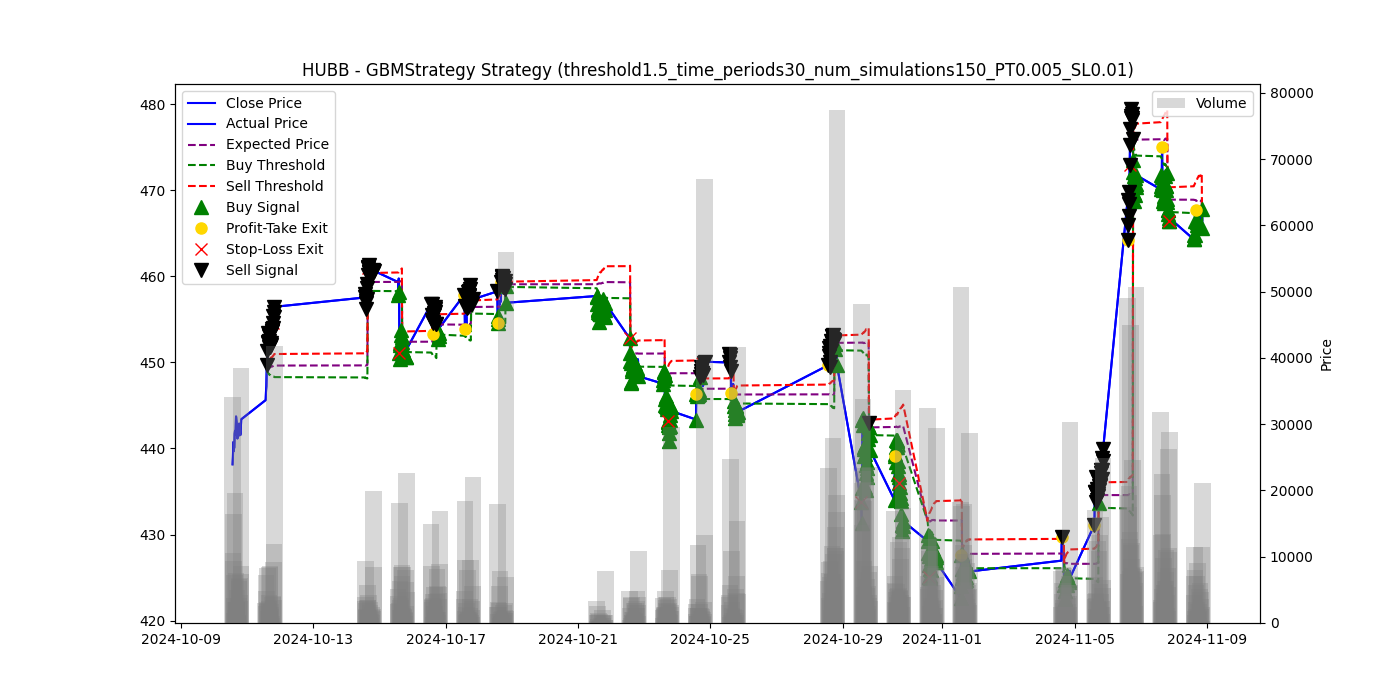 HUBB - GBMStrategy Strategy (threshold1.5_time_periods30_num_simulations150_PT0.005_SL0.01)
Close Price
Actual Price
Expected Price
Buy Threshold
Sell Threshold
Buy Signal
Profit-Take Exit
Stop-Loss Exit
Sell Signal
Volume
480
470
460
450
440
430
420
80000
70000
60000
50000
40000
30000
20000
10000
0
Price
2024-10-09
2024-10-13
2024-10-17
2024-10-21
2024-10-25
2024-10-29
2024-11-01
2024-11-05
2024-11-09